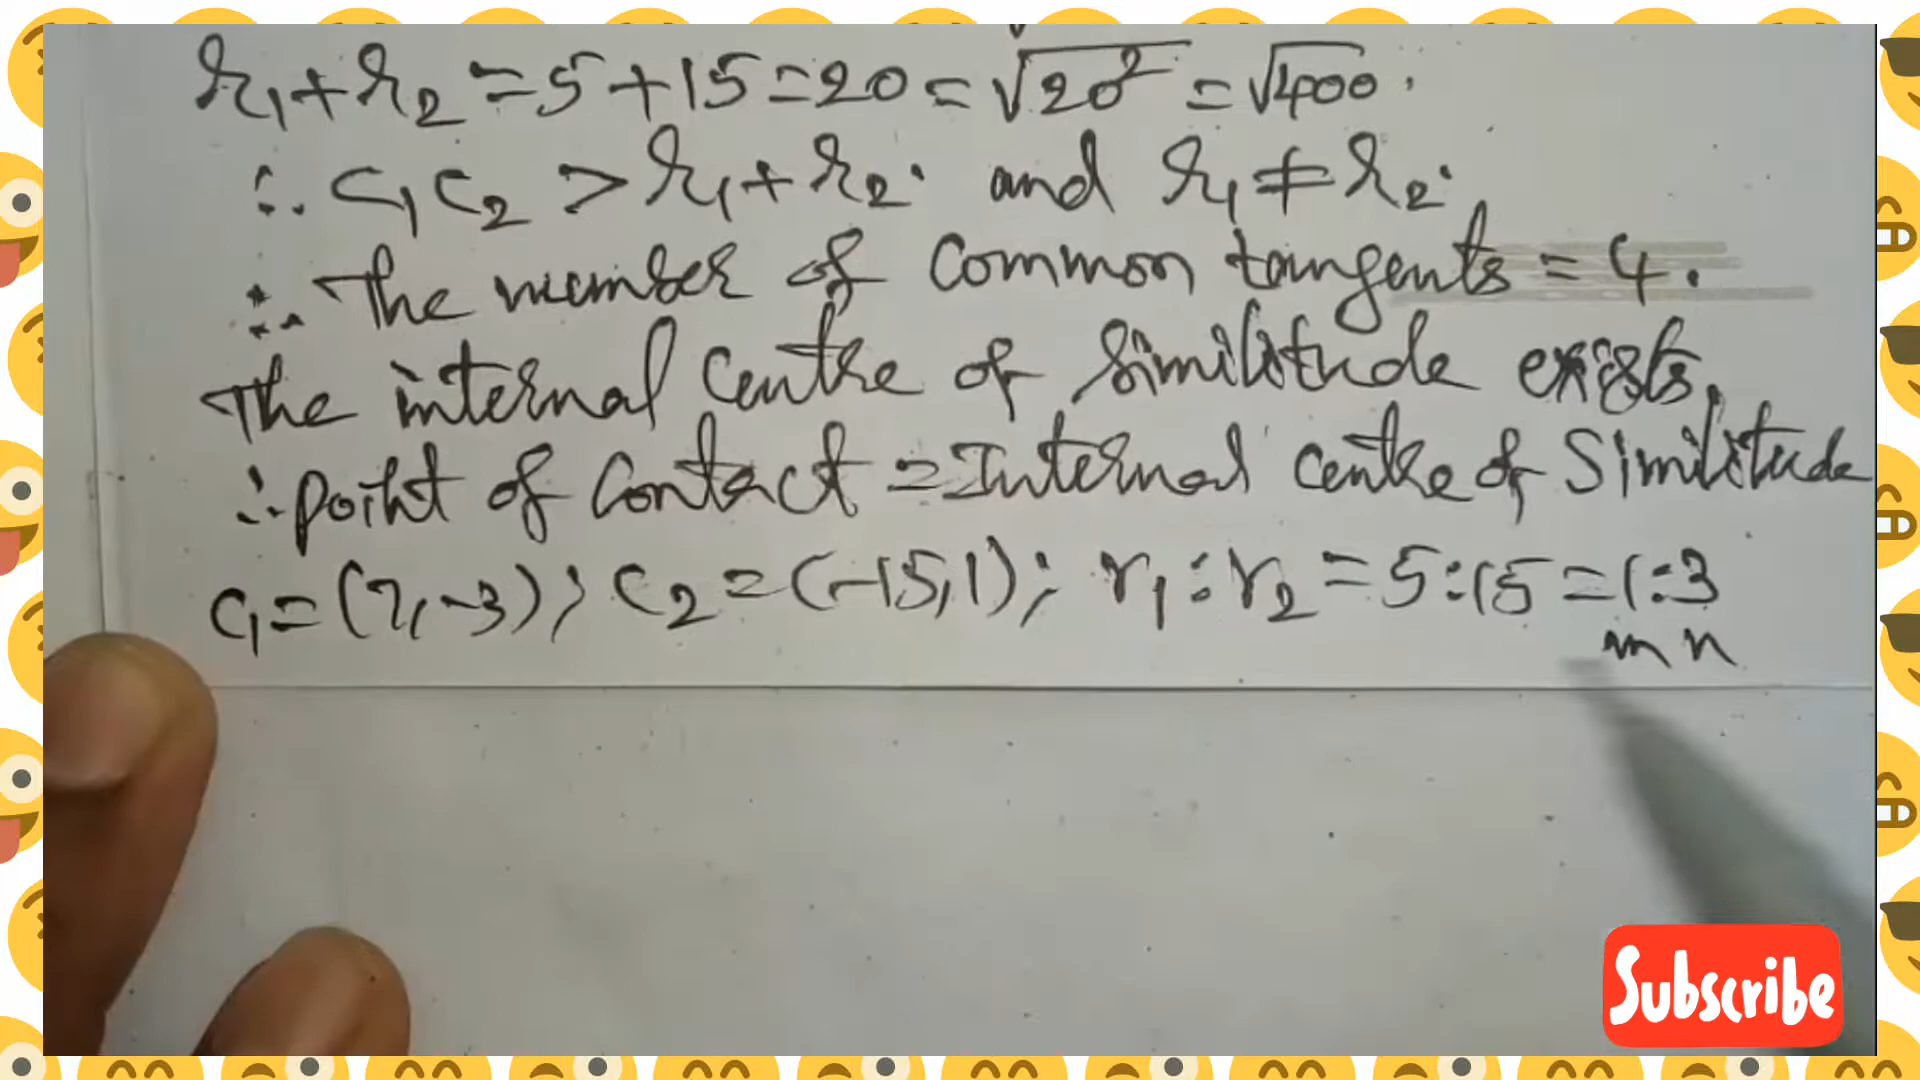 r₁+r₂ = 5+15 = 20 = √20² = √400.
∴ C₁C₂ > r₁+r₂. and r₁ ≠ r₂.
∴ The number of common tangents = 4.
The internal centre of similitude exists.
∴ point of contact = Internal centre of Similitude
C₁ = (7,-3); C₂ = (-15,1); r₁:r₂ = 5:15 = 1:3
m n
Subscribe